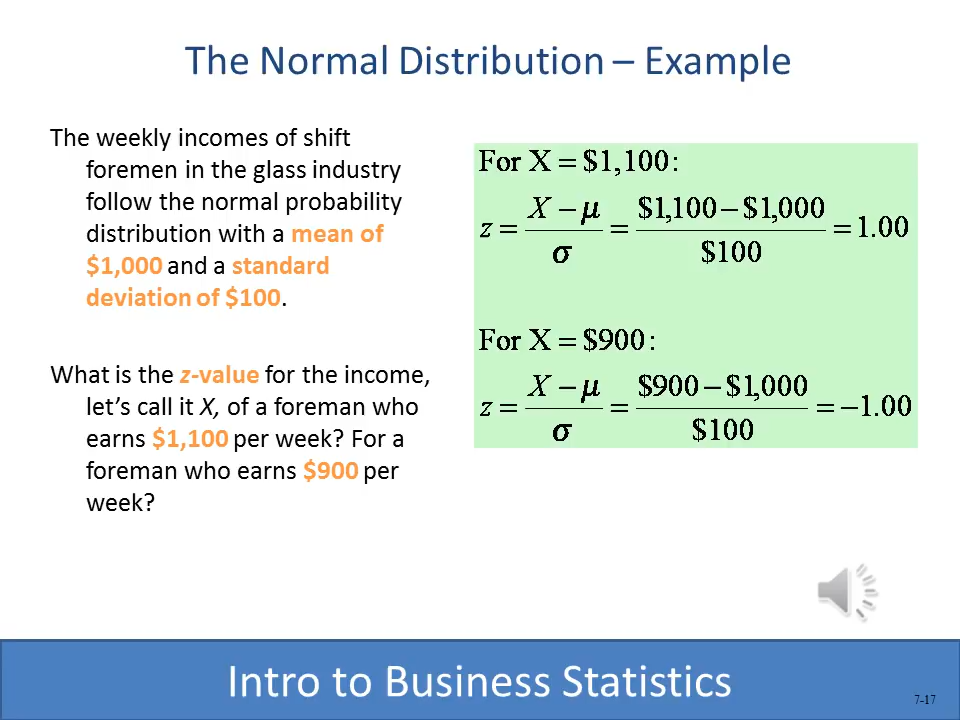 The Normal Distribution – Example
The weekly incomes of shift
foremen in the glass industry
follow the normal probability
distribution with a mean of
$1,000 and a standard
deviation of $100.
What is the z-value for the income,
let's call it X, of a foreman who
earns $1,100 per week? For a
foreman who earns $900 per
week?
For X = $1,100:
z = (X − μ)/σ = ($1,100 − $1,000)/$100 = 1.00
For X = $900:
z = (X − μ)/σ = ($900 − $1,000)/$100 = −1.00
Intro to Business Statistics
7-17